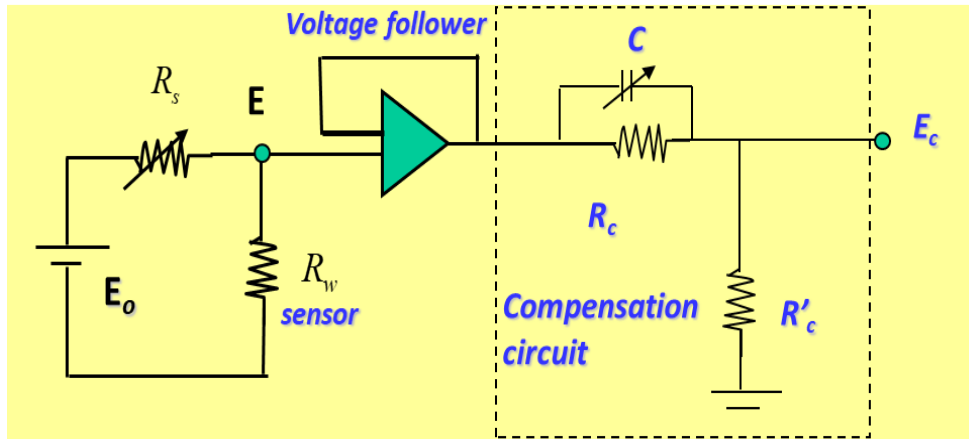 Voltage follower
C
R_s
E
E_c
R_c
E_o
R_w
sensor
R'_c
Compensation
circuit